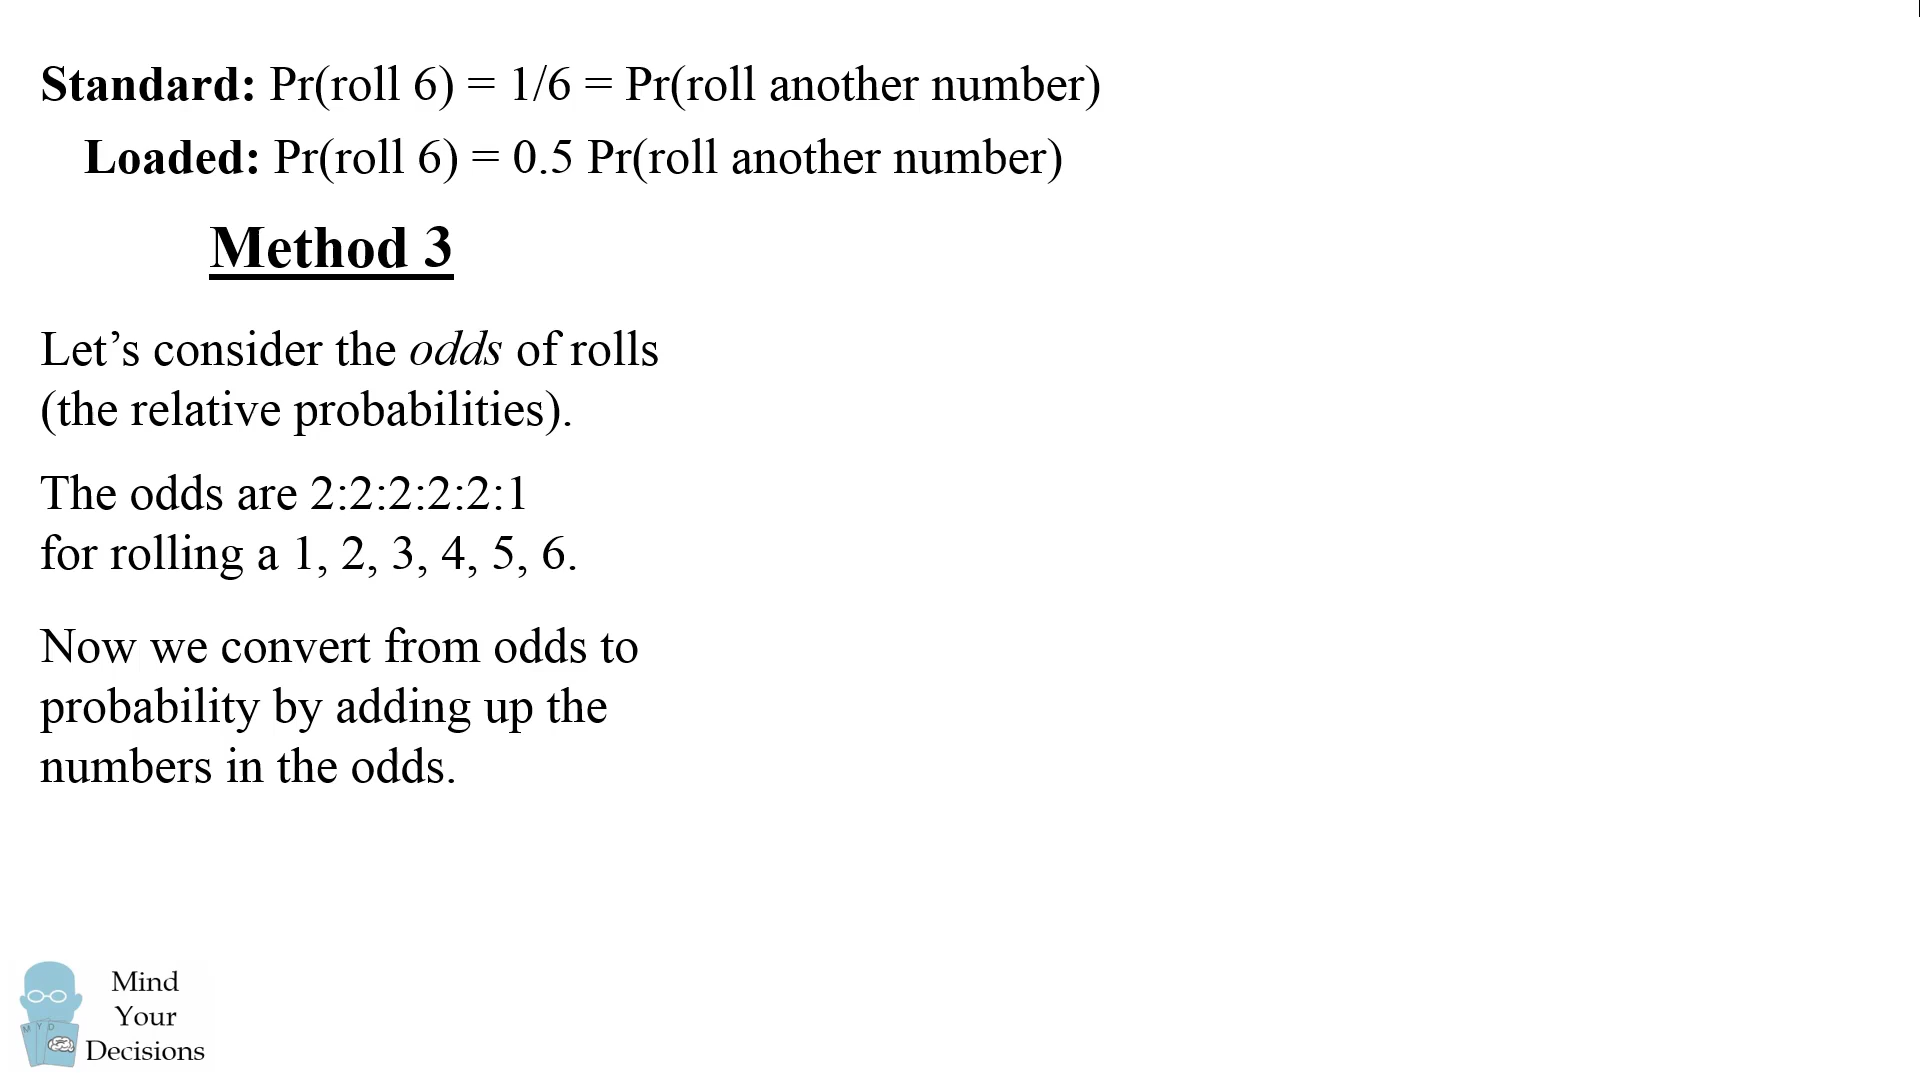 Standard: Pr(roll 6) = 1/6 = Pr(roll another number)
Loaded: Pr(roll 6) = 0.5 Pr(roll another number)
Method 3
Let’s consider the odds of rolls
(the relative probabilities).
The odds are 2:2:2:2:2:1
for rolling a 1, 2, 3, 4, 5, 6.
Now we convert from odds to
probability by adding up the
numbers in the odds.
M Y D
Mind
Your
Decisions